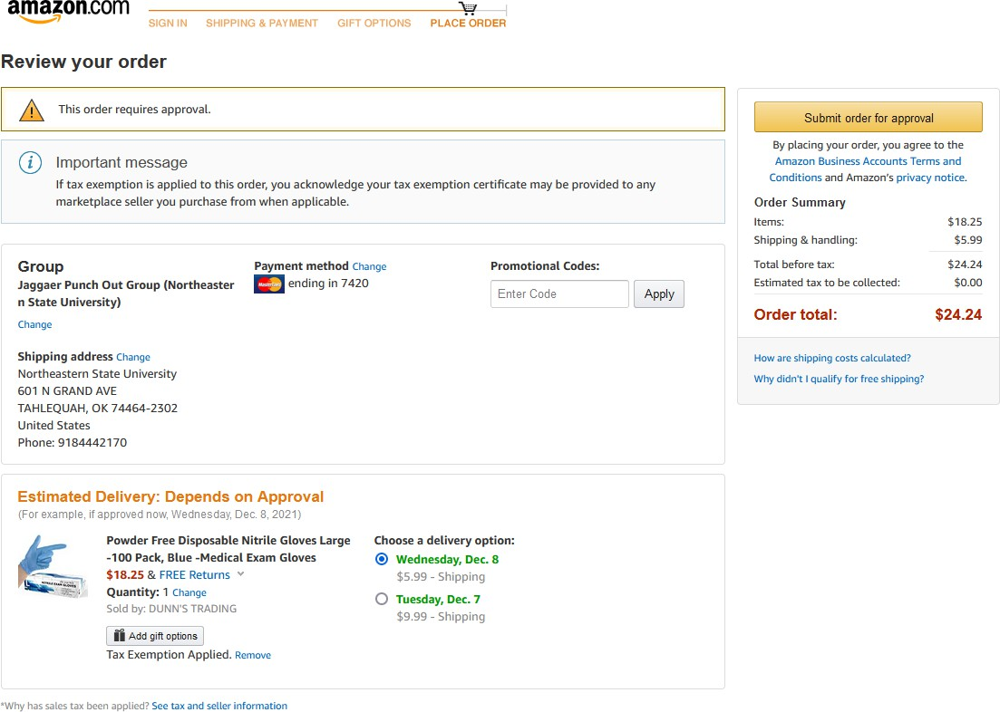 amazon.com
SIGN IN SHIPPING & PAYMENT GIFT OPTIONS PLACE ORDER
Review your order
This order requires approval.
Important message
If tax exemption is applied to this order, you acknowledge your tax exemption certificate may be provided to any
marketplace seller you purchase from when applicable.
Group
Jaggaer Punch Out Group (Northeaster
n State University)
Change
Payment method Change
MasterCard ending in 7420
Promotional Codes:
Enter Code Apply
Shipping address Change
Northeastern State University
601 N GRAND AVE
TAHLEQUAH, OK 74464-2302
United States
Phone: 9184442170
Estimated Delivery: Depends on Approval
(For example, if approved now, Wednesday, Dec. 8, 2021)
NITRILE EXAM GLOVES
Powder Free Disposable Nitrile Gloves Large
-100 Pack, Blue -Medical Exam Gloves
$18.25 & FREE Returns
Quantity: 1 Change
Sold by: DUNN'S TRADING
Add gift options
Tax Exemption Applied. Remove
Choose a delivery option:
Wednesday, Dec. 8
$5.99 - Shipping
Tuesday, Dec. 7
$9.99 - Shipping
*Why has sales tax been applied? See tax and seller information
Submit order for approval
By placing your order, you agree to the
Amazon Business Accounts Terms and
Conditions and Amazon's privacy notice.
Order Summary
Items: $18.25
Shipping & handling: $5.99
Total before tax: $24.24
Estimated tax to be collected: $0.00
Order total: $24.24
How are shipping costs calculated?
Why didn't I qualify for free shipping?